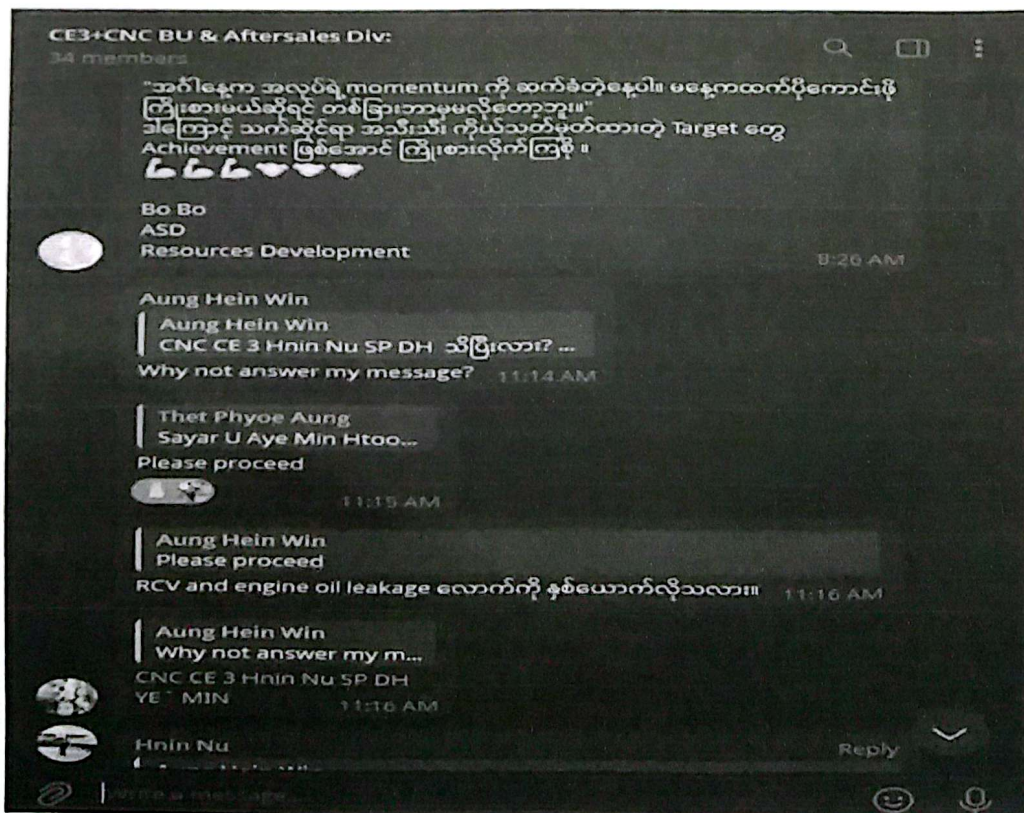 CE3+CNC BU & Aftersales Div:
34 members
"အင်္ဂါနေ့က အလုပ်ရဲ့ momentum ကို ဆက်ခံတဲ့နေ့ပါ။ မနေ့ကထက်ပိုကောင်းဖို့
ကြိုးစားမယ်ဆိုရင် တစ်ခြားဘာမှမလိုတော့ဘူး။"
ဒါကြောင့် သက်ဆိုင်ရာ အသီးသီး ကိုယ်သတ်မှတ်ထားတဲ့ Target တွေ
Achievement ဖြစ်အောင် ကြိုးစားလိုက်ကြစို့ ။
💪💪💪🤝🤝🤝
Bo Bo
ASD
Resources Development
8:26 AM
Aung Hein Win
Aung Hein Win
CNC CE 3 Hnin Nu SP DH သိပြီးလား? ...
Why not answer my message? 11:14 AM
Thet Phyoe Aung
Sayar U Aye Min Htoo...
Please proceed
11:15 AM
Aung Hein Win
Please proceed
RCV and engine oil leakage လောက်ကို နှစ်ယောက်လိုသလား။ 11:16 AM
Aung Hein Win
Why not answer my m...
CNC CE 3 Hnin Nu SP DH
YE ` MIN 11:16 AM
Hnin Nu Reply
Write a message...